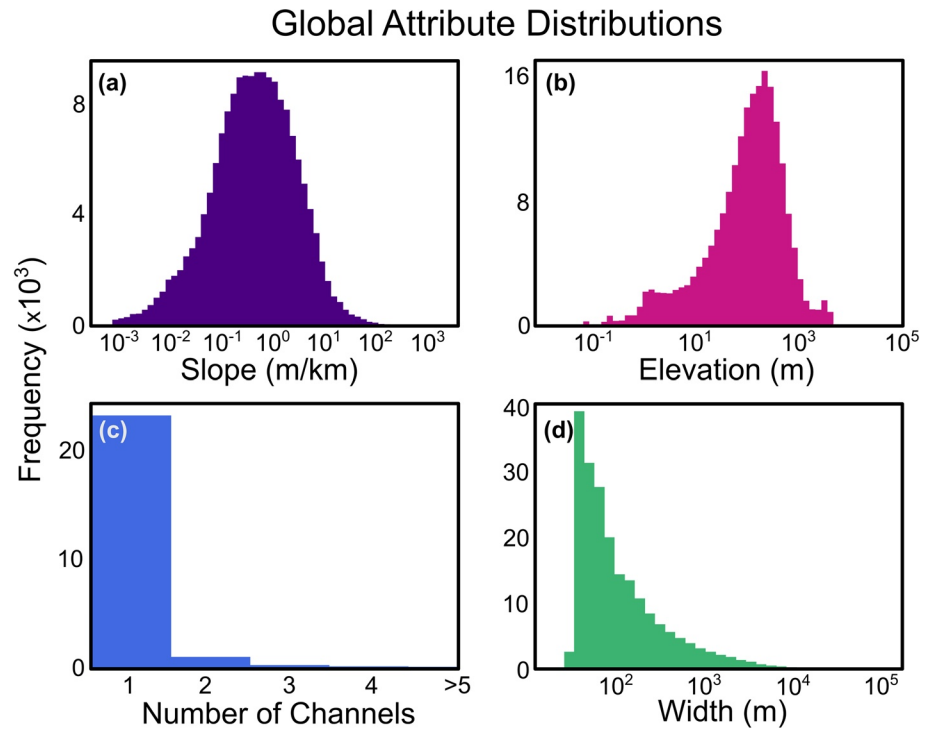 Global Attribute Distributions
Frequency (x10³)
(a)
8
4
0
10⁻³ 10⁻² 10⁻¹ 10⁰ 10¹ 10² 10³
Slope (m/km)
(b)
16
8
0
10⁻¹ 10¹ 10³ 10⁵
Elevation (m)
(c)
20
10
0
1 2 3 4 >5
Number of Channels
(d)
40
30
20
10
0
10² 10³ 10⁴ 10⁵
Width (m)